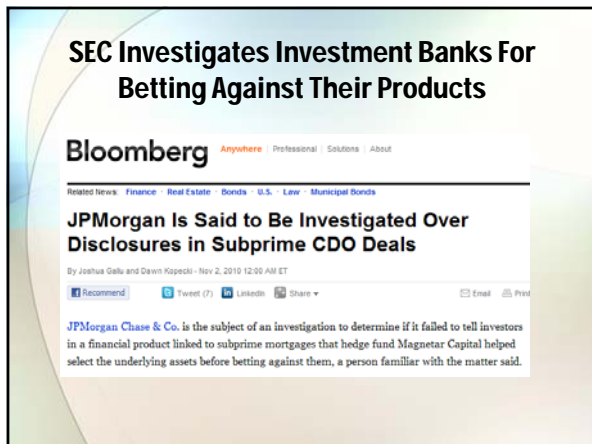 SEC Investigates Investment Banks For
Betting Against Their Products
Bloomberg Anywhere | Professional | Solutions | About
Related News: Finance · Real Estate · Bonds · U.S. · Law · Municipal Bonds
JPMorgan Is Said to Be Investigated Over
Disclosures in Subprime CDO Deals
By Joshua Gallu and Dawn Kopecki - Nov 2, 2010 12:00 AM ET
Recommend Tweet (7) LinkedIn Share Email Print
JPMorgan Chase & Co. is the subject of an investigation to determine if it failed to tell investors
in a financial product linked to subprime mortgages that hedge fund Magnetar Capital helped
select the underlying assets before betting against them, a person familiar with the matter said.